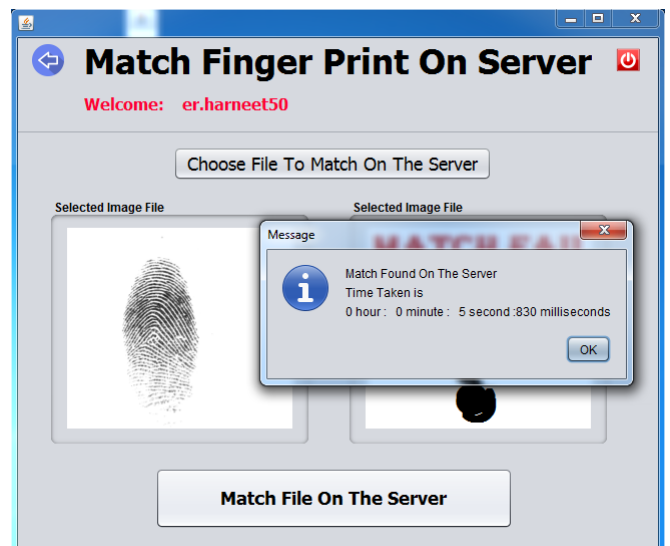 Match Finger Print On Server
Welcome: er.harneet50
Choose File To Match On The Server
Selected Image File
Selected Image File
MATCH FAIL
Message
Match Found On The Server
Time Taken is
0 hour : 0 minute : 5 second :830 milliseconds
OK
Match File On The Server